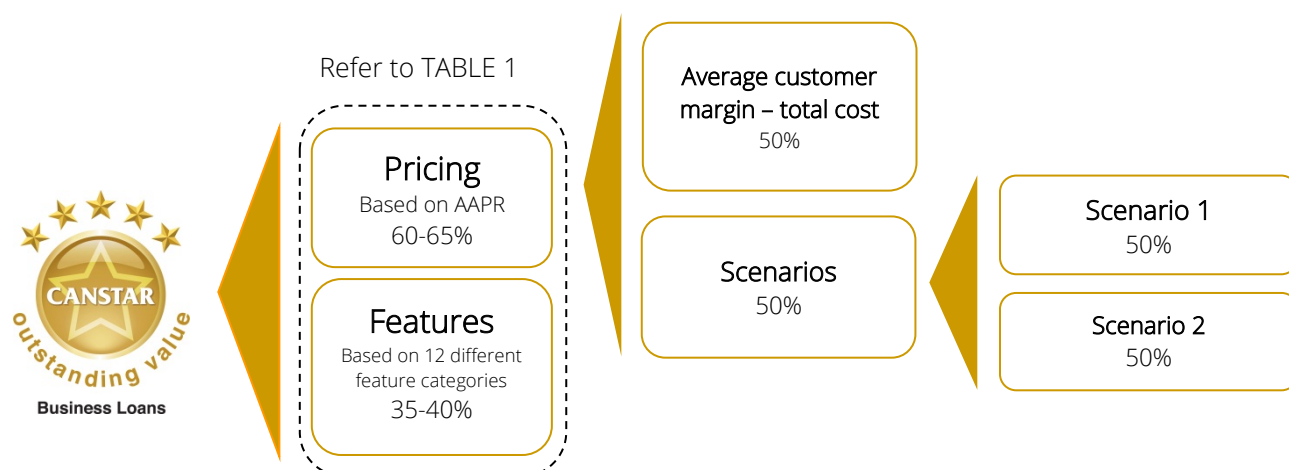 Refer to TABLE 1
Pricing
Based on AAPR
60-65%
Features
Based on 12 different
feature categories
35-40%
CANSTAR
outstanding value
Business Loans
Average customer
margin – total cost
50%
Scenarios
50%
Scenario 1
50%
Scenario 2
50%